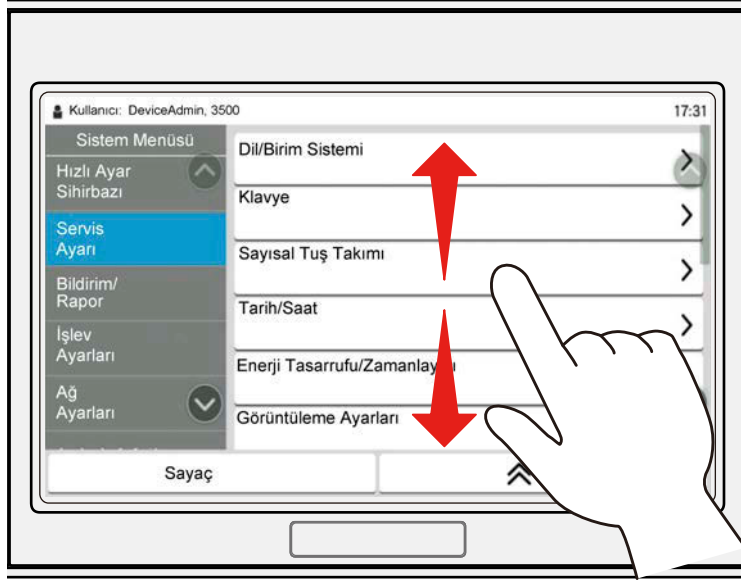 Kullanıcı: DeviceAdmin, 3500
17:31
Sistem Menüsü
Hızlı Ayar
Sihirbazı
Servis
Ayarı
Bildirim/
Rapor
İşlev
Ayarları
Ağ
Ayarları
Dil/Birim Sistemi
Klavye
Sayısal Tuş Takımı
Tarih/Saat
Enerji
Görüntüleme Ayarları
Sayaç